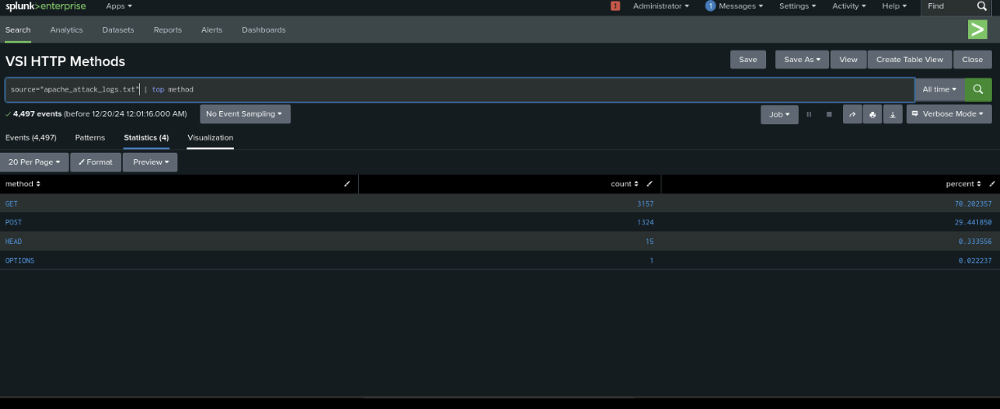 splunk>enterprise Apps ! Administrator 1 Messages Settings Activity Help Find
Search Analytics Datasets Reports Alerts Dashboards >
VSI HTTP Methods Save Save As View Create Table View Close
source="apache_attack_logs.txt" | top method All time
4,497 events (before 12/20/24 12:01:16.000 AM) No Event Sampling Job Verbose Mode
Events (4,497) Patterns Statistics (4) Visualization
20 Per Page Format Preview
method count percent
GET 3157 70.202357
POST 1324 29.441850
HEAD 15 0.333556
OPTIONS 1 0.022237